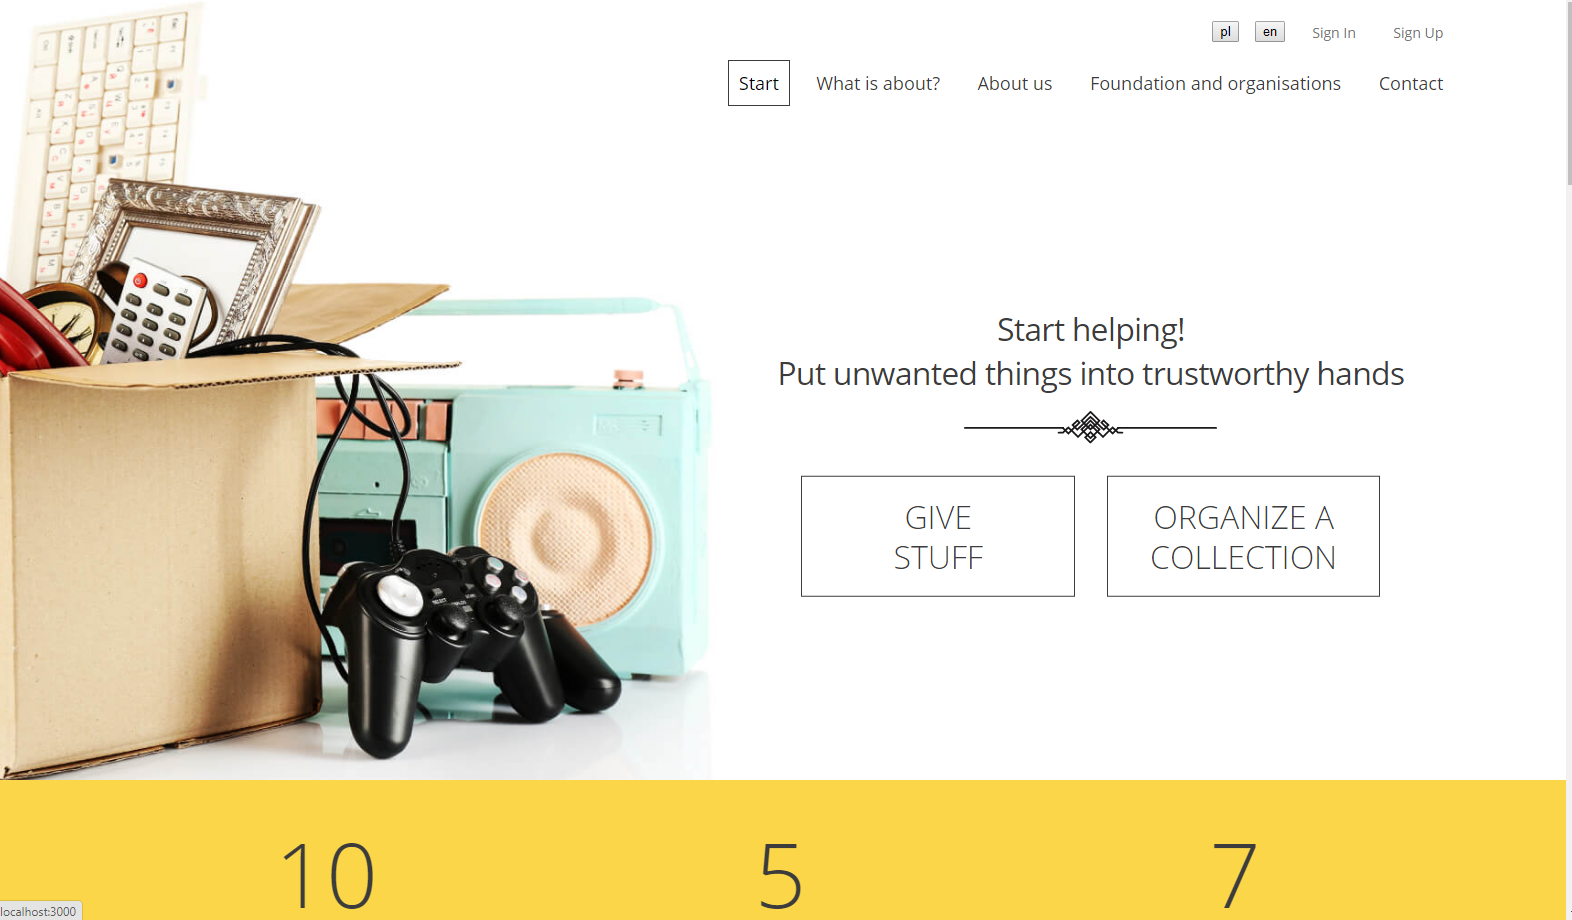 pl en Sign In Sign Up
Start What is about? About us Foundation and organisations Contact
Start helping!
Put unwanted things into trustworthy hands
GIVE
STUFF
ORGANIZE A
COLLECTION
10 5 7
localhost:3000